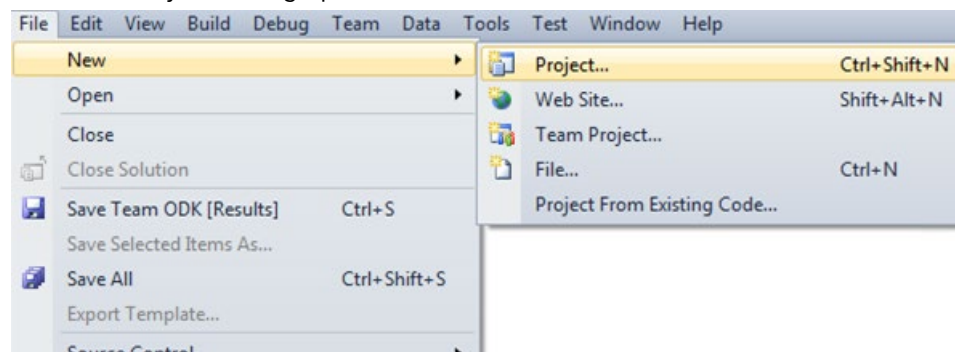 File Edit View Build Debug Team Data Tools Test Window Help
New
Open
Close
Close Solution
Save Team ODK [Results] Ctrl+S
Save Selected Items As...
Save All Ctrl+Shift+S
Export Template...
Source Control
Project... Ctrl+Shift+N
Web Site... Shift+Alt+N
Team Project...
File... Ctrl+N
Project From Existing Code...